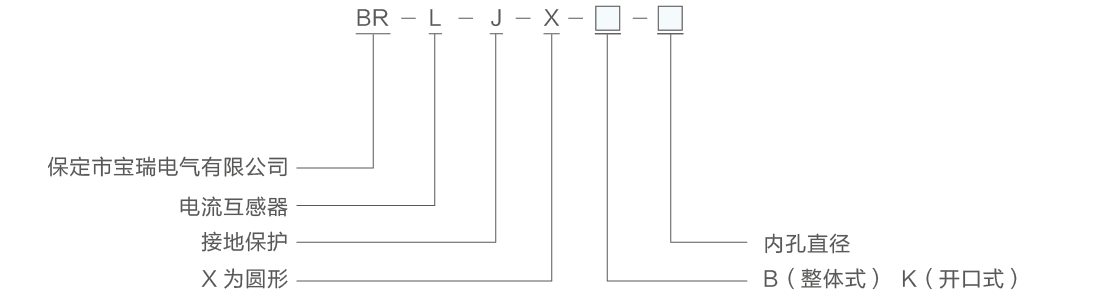 BR – L – J – X – □ – □
保定市宝瑞电气有限公司
电流互感器
接地保护
X 为圆形
内孔直径
B（整体式） K（开口式）